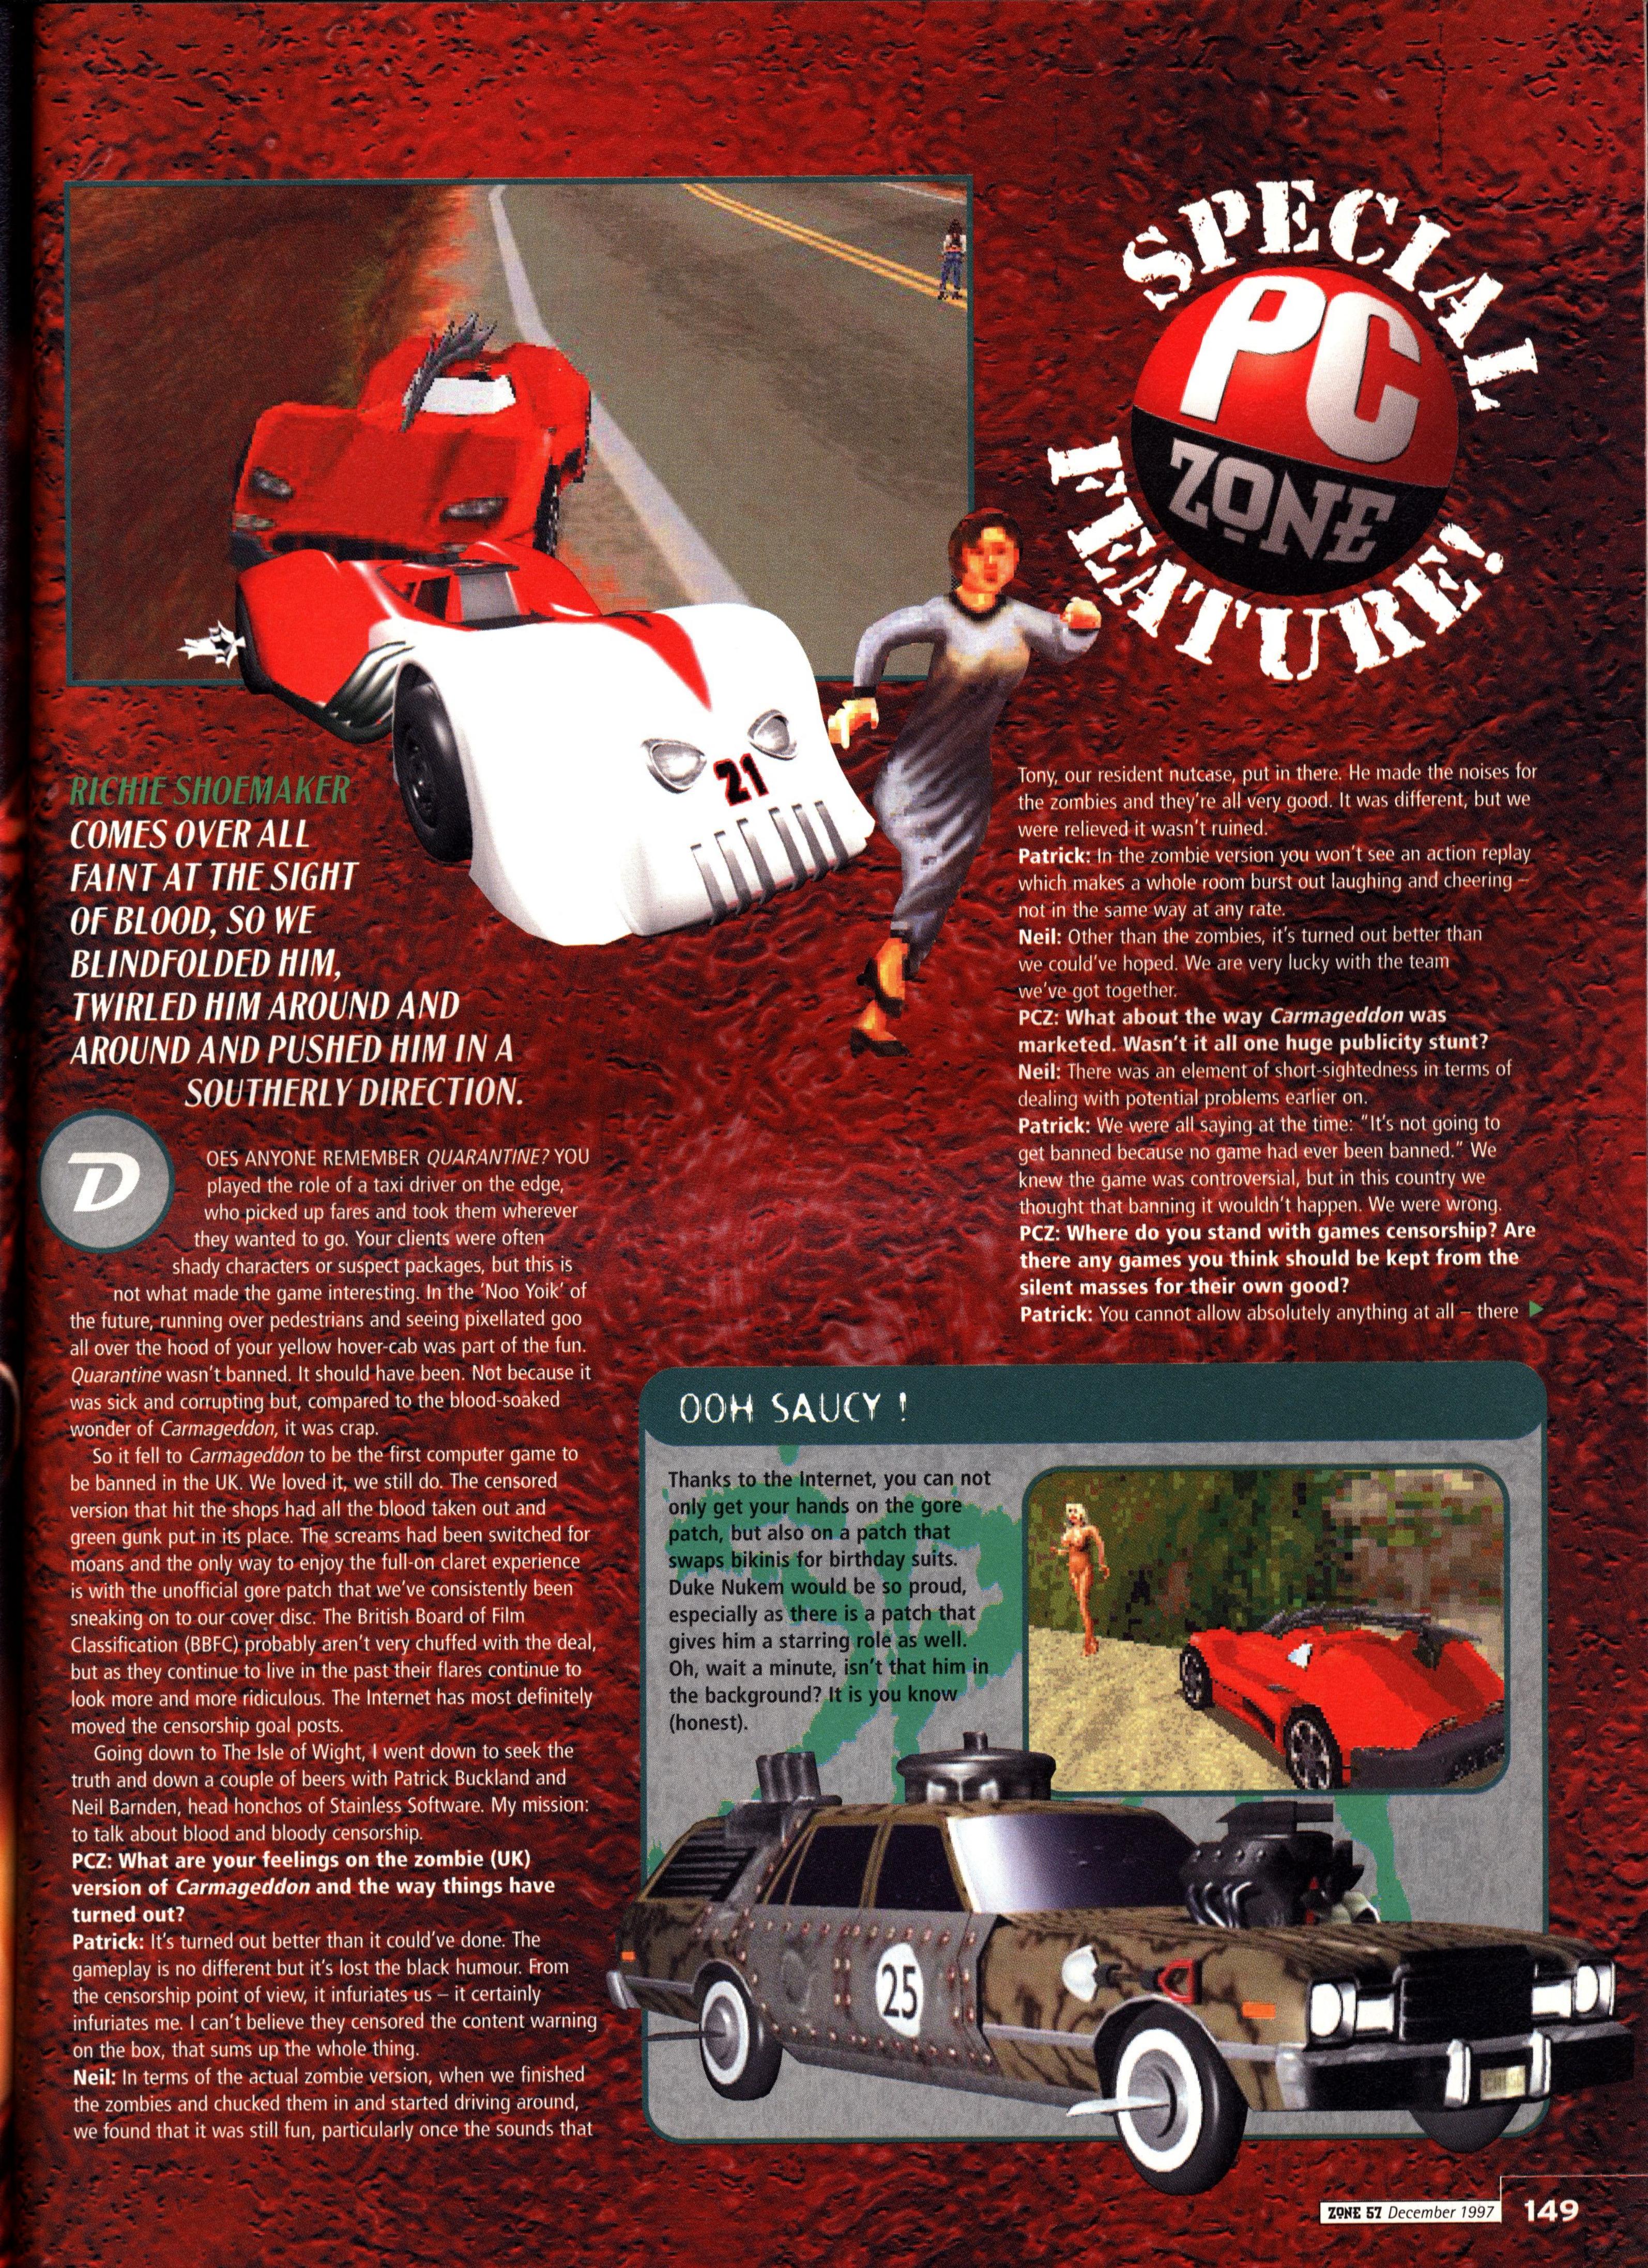 SPECIAL
PC
ZONE
FEATURE!
21
RICHIE SHOEMAKER
COMES OVER ALL
FAINT AT THE SIGHT
OF BLOOD, SO WE
BLINDFOLDED HIM,
TWIRLED HIM AROUND AND
AROUND AND PUSHED HIM IN A
SOUTHERLY DIRECTION.
DOES ANYONE REMEMBER QUARANTINE? YOU
played the role of a taxi driver on the edge,
who picked up fares and took them wherever
they wanted to go. Your clients were often
shady characters or suspect packages, but this is
not what made the game interesting. In the ‘Noo Yoik’ of
the future, running over pedestrians and seeing pixellated goo
all over the hood of your yellow hover-cab was part of the fun.
Quarantine wasn’t banned. It should have been. Not because it
was sick and corrupting but, compared to the blood-soaked
wonder of Carmageddon, it was crap.
So it fell to Carmageddon to be the first computer game to
be banned in the UK. We loved it, we still do. The censored
version that hit the shops had all the blood taken out and
green gunk put in its place. The screams had been switched for
moans and the only way to enjoy the full-on claret experience
is with the unofficial gore patch that we’ve consistently been
sneaking on to our cover disc. The British Board of Film
Classification (BBFC) probably aren’t very chuffed with the deal,
but as they continue to live in the past their flares continue to
look more and more ridiculous. The Internet has most definitely
moved the censorship goal posts.
Going down to The Isle of Wight, I went down to seek the
truth and down a couple of beers with Patrick Buckland and
Neil Barnden, head honchos of Stainless Software. My mission:
to talk about blood and bloody censorship.
PCZ: What are your feelings on the zombie (UK)
version of Carmageddon and the way things have
turned out?
Patrick: It’s turned out better than it could’ve done. The
gameplay is no different but it’s lost the black humour. From
the censorship point of view, it infuriates us – it certainly
infuriates me. I can’t believe they censored the content warning
on the box, that sums up the whole thing.
Neil: In terms of the actual zombie version, when we finished
the zombies and chucked them in and started driving around,
we found that it was still fun, particularly once the sounds that
Tony, our resident nutcase, put in there. He made the noises for
the zombies and they’re all very good. It was different, but we
were relieved it wasn’t ruined.
Patrick: In the zombie version you won’t see an action replay
which makes a whole room burst out laughing and cheering –
not in the same way at any rate.
Neil: Other than the zombies, it’s turned out better than
we could’ve hoped. We are very lucky with the team
we’ve got together.
PCZ: What about the way Carmageddon was
marketed. Wasn’t it all one huge publicity stunt?
Neil: There was an element of short-sightedness in terms of
dealing with potential problems earlier on.
Patrick: We were all saying at the time: “It’s not going to
get banned because no game had ever been banned.” We
knew the game was controversial, but in this country we
thought that banning it wouldn’t happen. We were wrong.
PCZ: Where do you stand with games censorship? Are
there any games you think should be kept from the
silent masses for their own good?
Patrick: You cannot allow absolutely anything at all – there
OOH SAUCY !
Thanks to the Internet, you can not
only get your hands on the gore
patch, but also on a patch that
swaps bikinis for birthday suits.
Duke Nukem would be so proud,
especially as there is a patch that
gives him a starring role as well.
Oh, wait a minute, isn’t that him in
the background? It is you know
(honest).
25
ZONE 57 December 1997
149